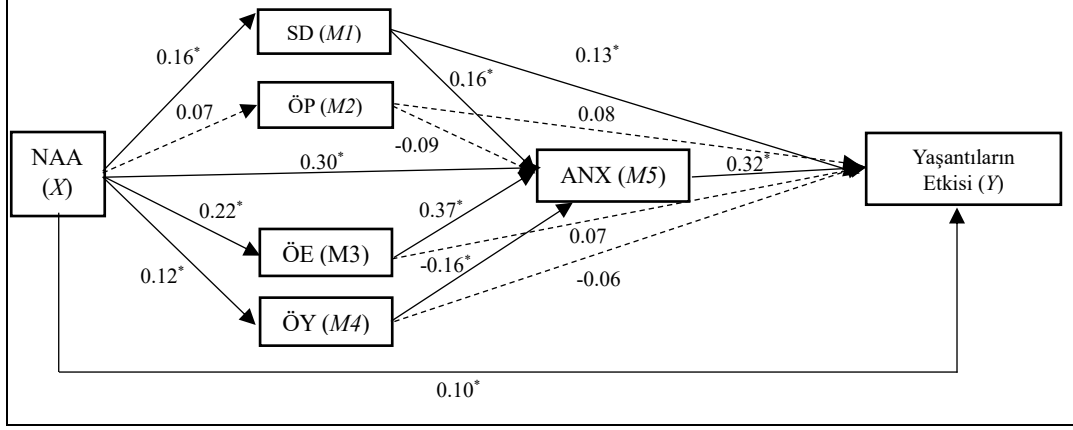 SD (M1)
0.16*
0.13*
0,16*
ÖP (M2)
0.07
0.08
-0.09
NAA
(X)
0.30*
ANX (M5)
0.32*
Yaşantıların
Etkisi (Y)
0.22*
0.37*
ÖE (M3)
0.07
-0.16*
0.12*
-0.06
ÖY (M4)
0.10*